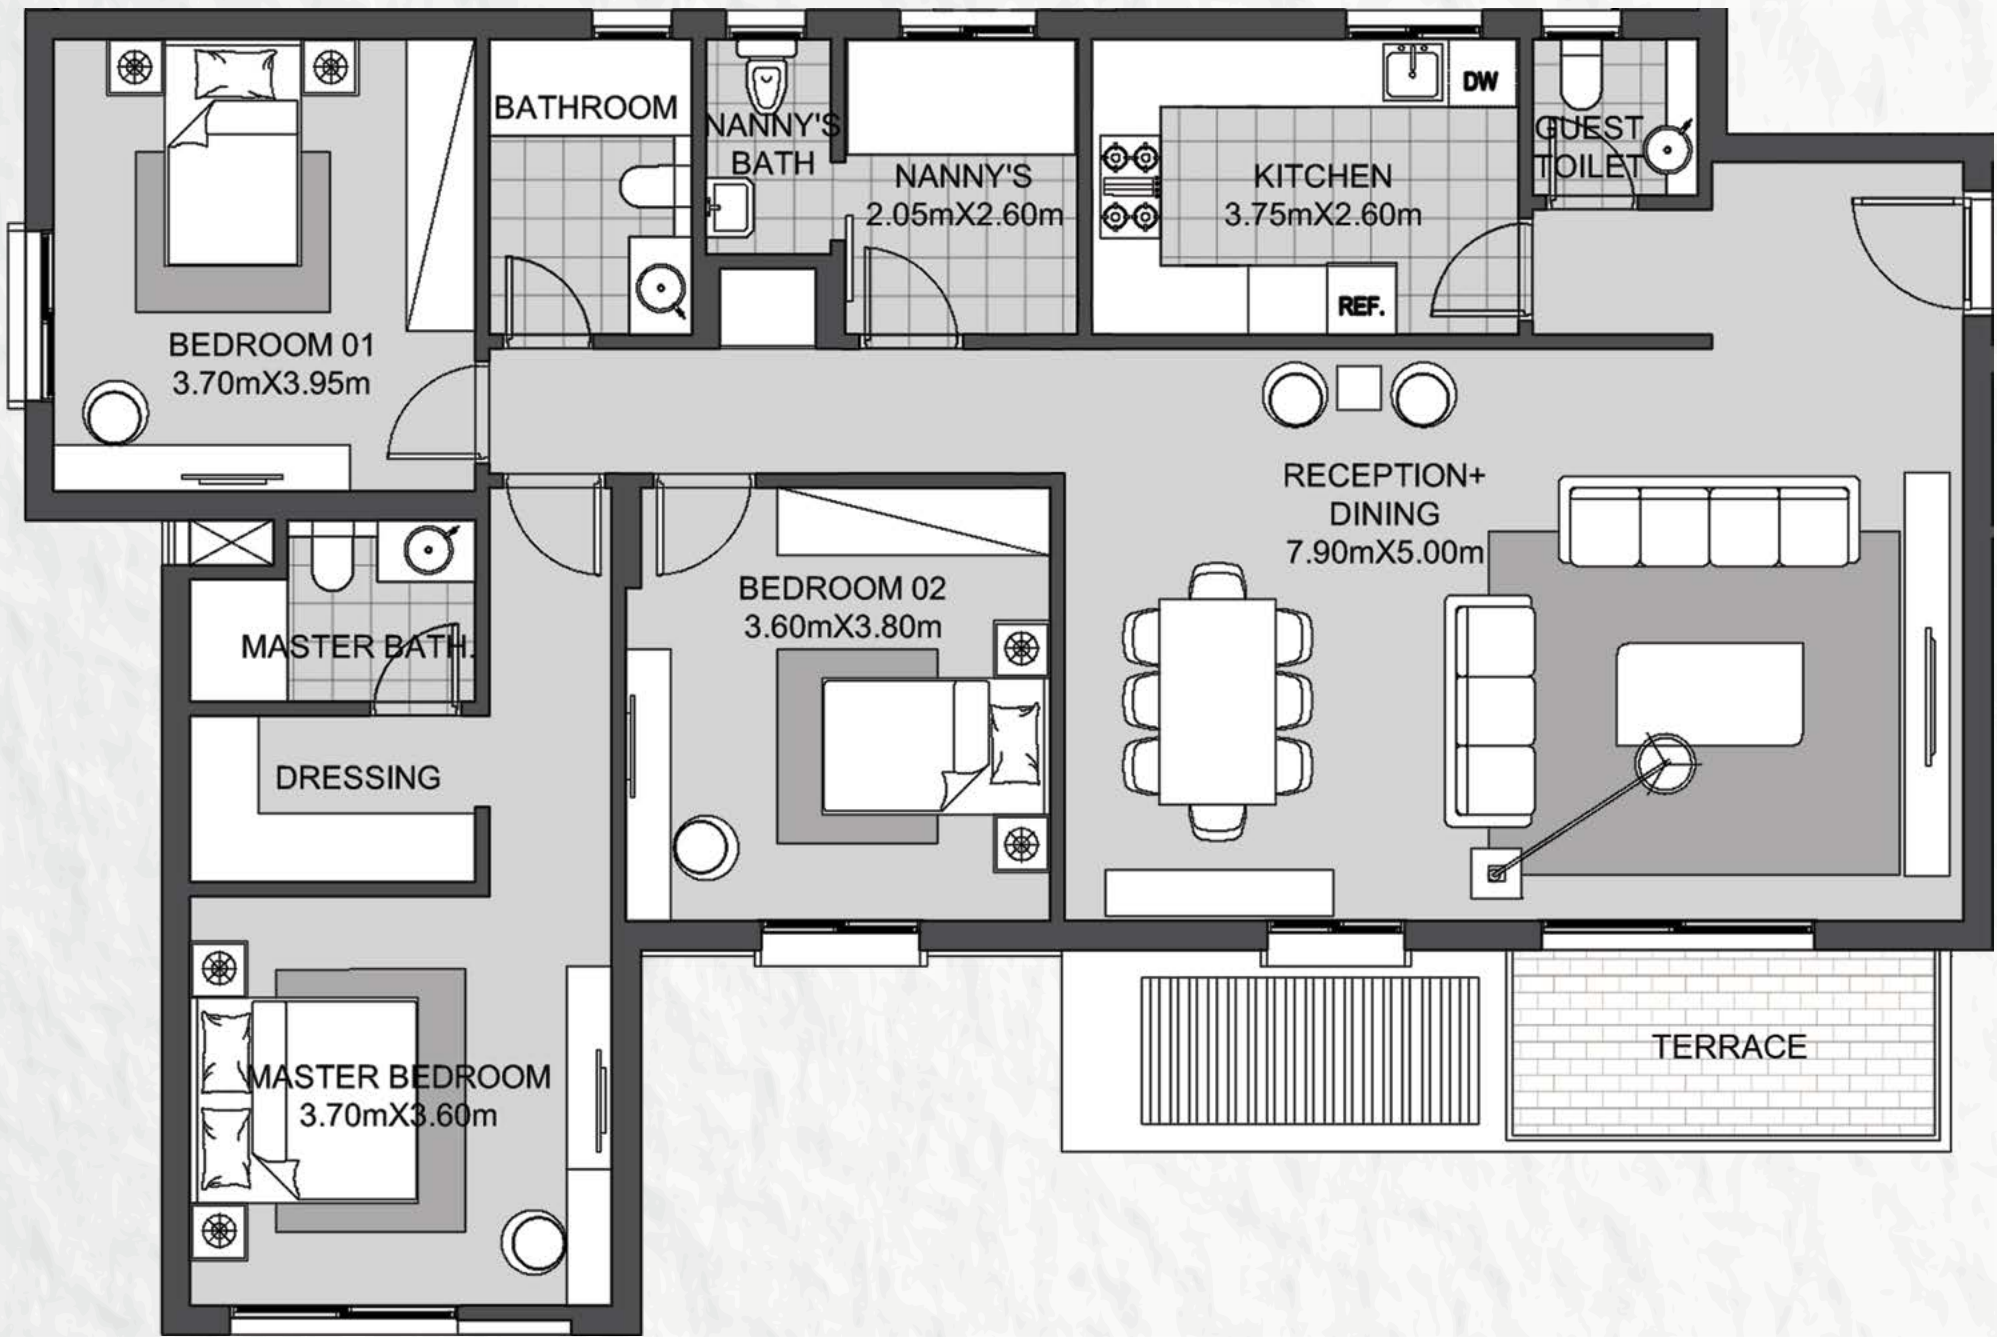 BATHROOM
NANNY'S
BATH
NANNY'S
2.05mX2.60m
KITCHEN
3.75mX2.60m
DW
REF.
GUEST
TOILET
BEDROOM 01
3.70mX3.95m
RECEPTION+
DINING
7.90mX5.00m
BEDROOM 02
3.60mX3.80m
MASTER BATH.
DRESSING
MASTER BEDROOM
3.70mX3.60m
TERRACE